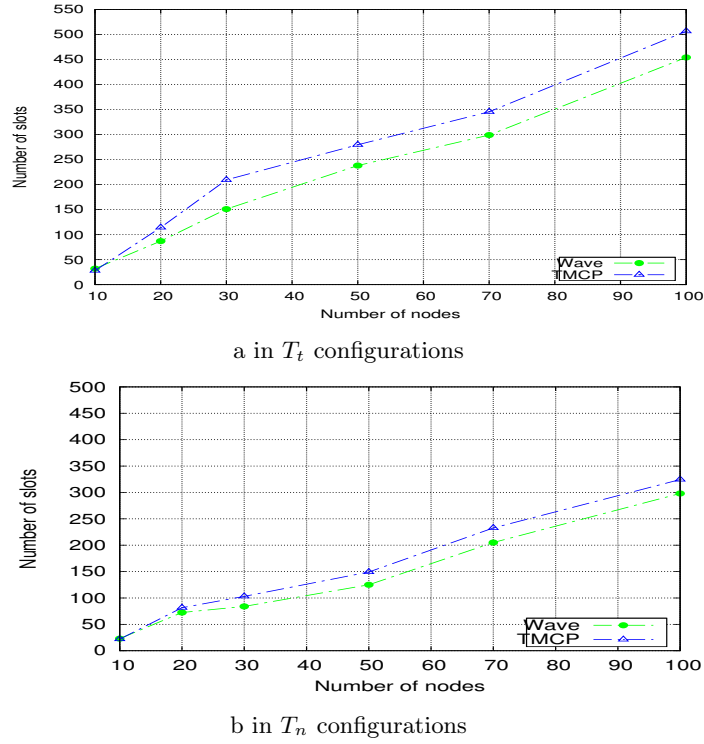 550
500
450
400
350
300
250
200
150
100
50
0
Number of slots
Wave
TMCP
10 20 30 40 50 60 70 80 90 100
Number of nodes
a in T_t configurations
500
450
400
350
300
250
200
150
100
50
0
Number of slots
Wave
TMCP
10 20 30 40 50 60 70 80 90 100
Number of nodes
b in T_n configurations